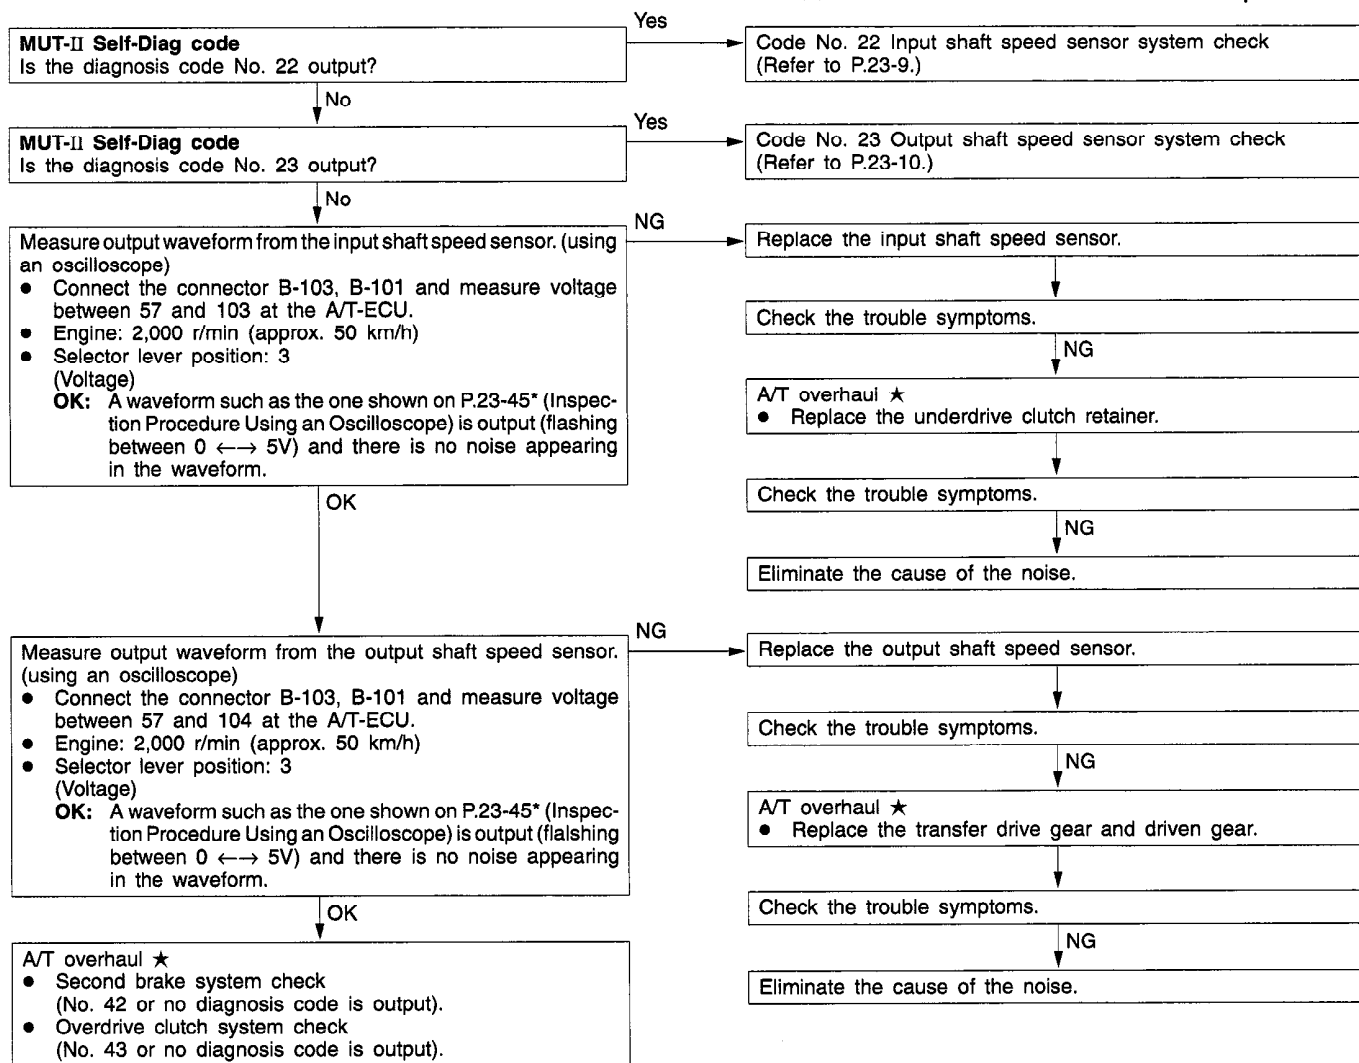 MUT-II Self-Diag code
Is the diagnosis code No. 22 output?
Yes
Code No. 22 Input shaft speed sensor system check
(Refer to P.23-9.)
No
MUT-II Self-Diag code
Is the diagnosis code No. 23 output?
Yes
Code No. 23 Output shaft speed sensor system check
(Refer to P.23-10.)
No
Measure output waveform from the input shaft speed sensor. (using
an oscilloscope)
● Connect the connector B-103, B-101 and measure voltage
between 57 and 103 at the A/T-ECU.
● Engine: 2,000 r/min (approx. 50 km/h)
● Selector lever position: 3
(Voltage)
OK: A waveform such as the one shown on P.23-45* (Inspec-
tion Procedure Using an Oscilloscope) is output (flashing
between 0 ←→ 5V) and there is no noise appearing
in the waveform.
NG
Replace the input shaft speed sensor.
Check the trouble symptoms.
NG
A/T overhaul ★
● Replace the underdrive clutch retainer.
Check the trouble symptoms.
NG
Eliminate the cause of the noise.
OK
Measure output waveform from the output shaft speed sensor.
(using an oscilloscope)
● Connect the connector B-103, B-101 and measure voltage
between 57 and 104 at the A/T-ECU.
● Engine: 2,000 r/min (approx. 50 km/h)
● Selector lever position: 3
(Voltage)
OK: A waveform such as the one shown on P.23-45* (Inspec-
tion Procedure Using an Oscilloscope) is output (flalshing
between 0 ←→ 5V) and there is no noise appearing
in the waveform.
NG
Replace the output shaft speed sensor.
Check the trouble symptoms.
NG
A/T overhaul ★
● Replace the transfer drive gear and driven gear.
Check the trouble symptoms.
NG
Eliminate the cause of the noise.
OK
A/T overhaul ★
● Second brake system check
(No. 42 or no diagnosis code is output).
● Overdrive clutch system check
(No. 43 or no diagnosis code is output).